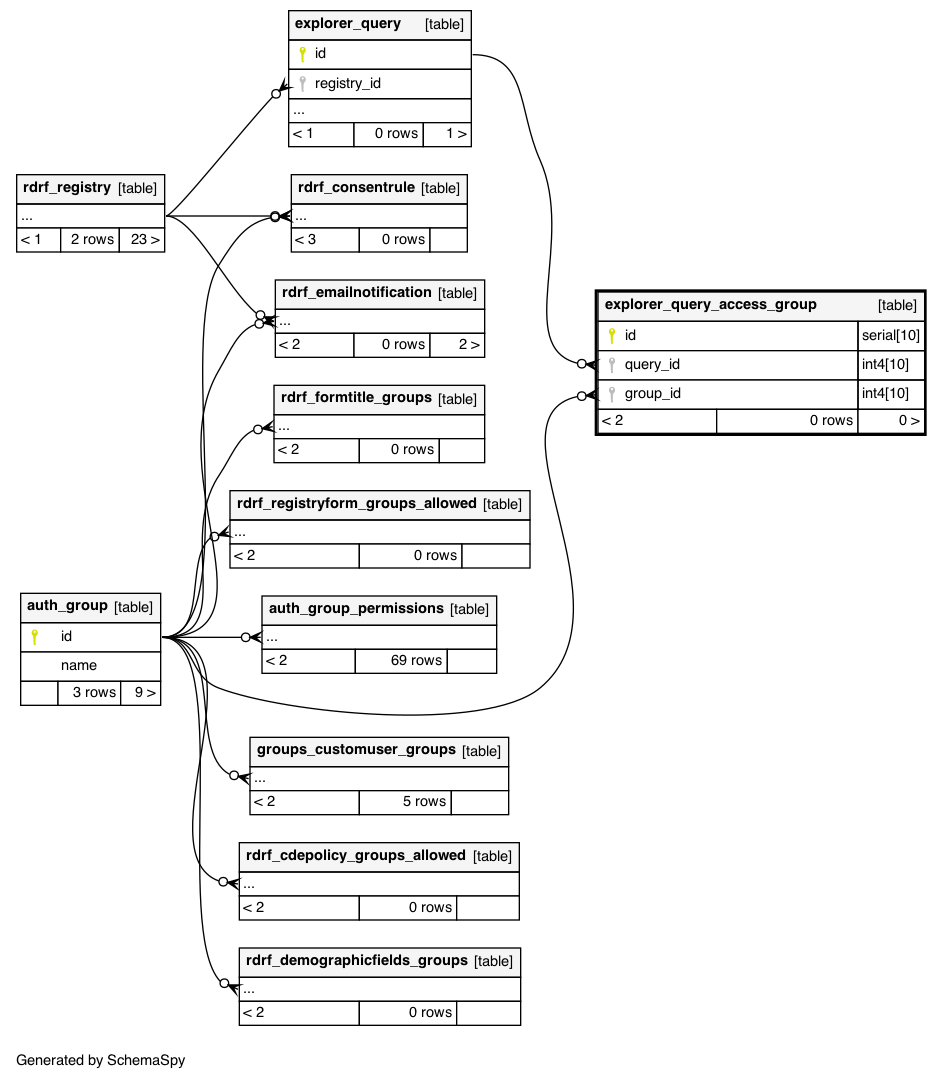 explorer_query [table]
id
registry_id
...
< 1 0 rows 1 >
rdrf_registry [table]
...
< 1 2 rows 23 >
rdrf_consentrule [table]
...
< 3 0 rows
rdrf_emailnotification [table]
...
< 2 0 rows 2 >
explorer_query_access_group [table]
id serial[10]
query_id int4[10]
group_id int4[10]
< 2 0 rows 0 >
rdrf_formtitle_groups [table]
...
< 2 0 rows
rdrf_registryform_groups_allowed [table]
...
< 2 0 rows
auth_group [table]
id
name
3 rows 9 >
auth_group_permissions [table]
...
< 2 69 rows
groups_customuser_groups [table]
...
< 2 5 rows
rdrf_cdepolicy_groups_allowed [table]
...
< 2 0 rows
rdrf_demographicfields_groups [table]
...
< 2 0 rows
Generated by SchemaSpy